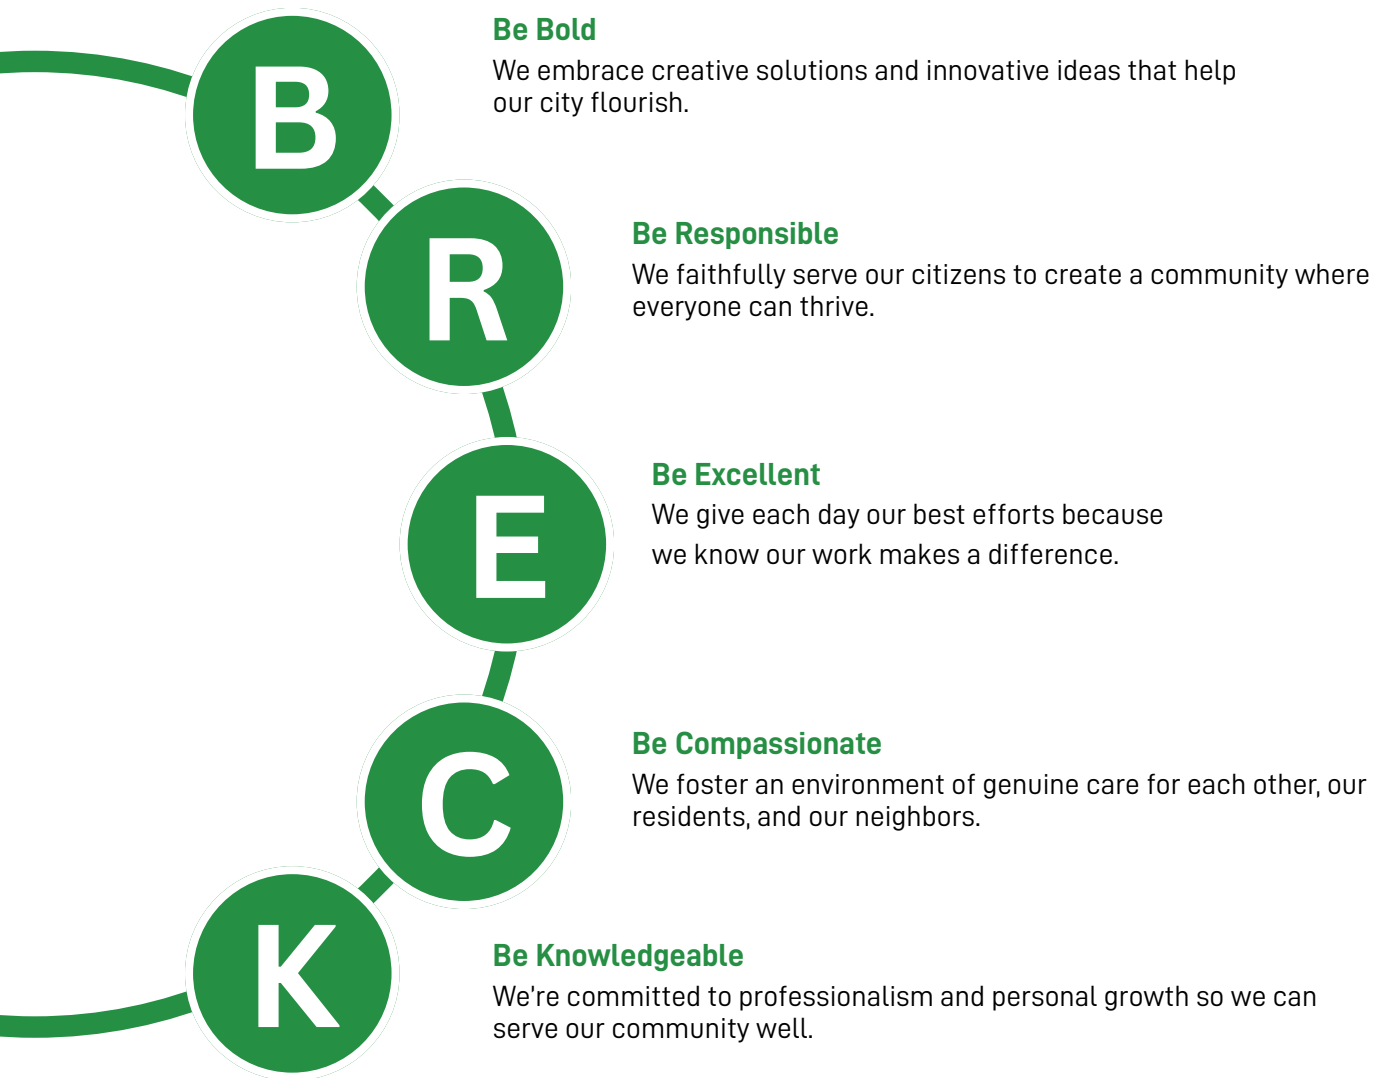 B
Be Bold
We embrace creative solutions and innovative ideas that help
our city flourish.
R
Be Responsible
We faithfully serve our citizens to create a community where
everyone can thrive.
E
Be Excellent
We give each day our best efforts because
we know our work makes a difference.
C
Be Compassionate
We foster an environment of genuine care for each other, our
residents, and our neighbors.
K
Be Knowledgeable
We're committed to professionalism and personal growth so we can
serve our community well.